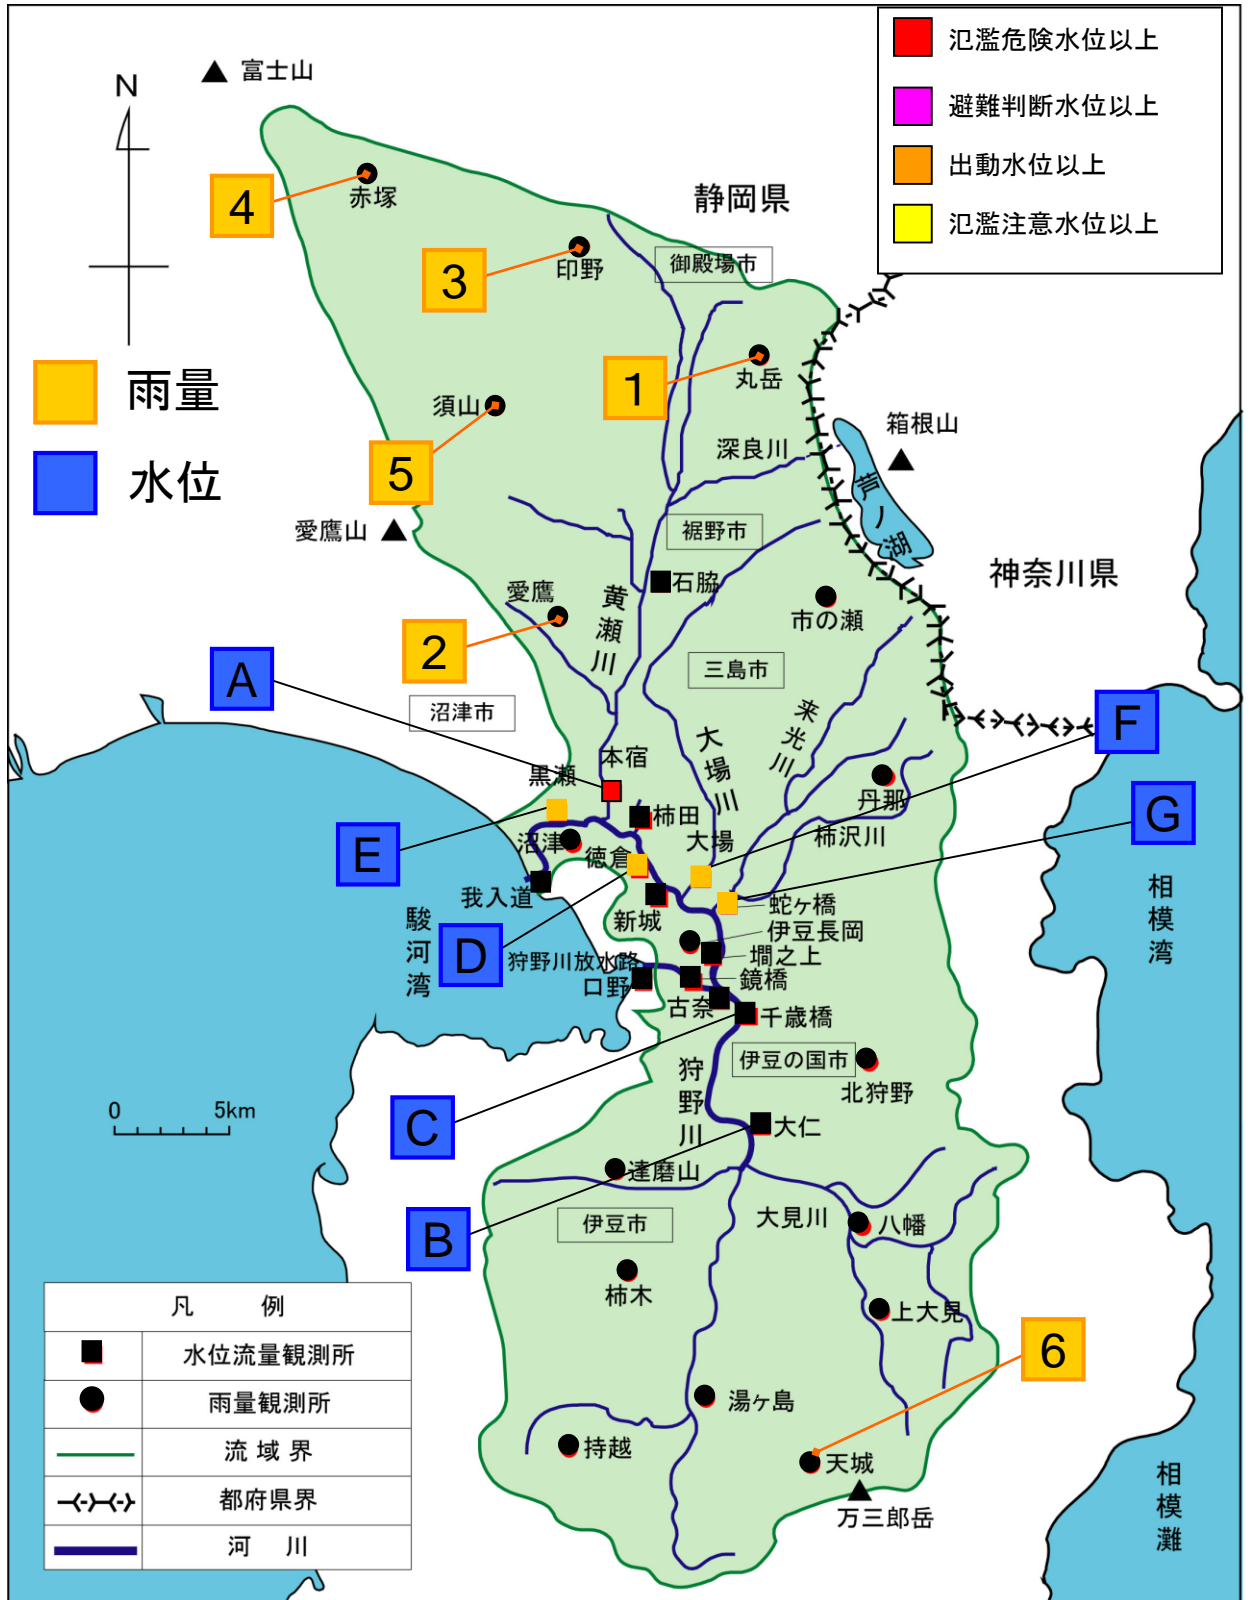 氾濫危険水位以上
避難判断水位以上
出動水位以上
氾濫注意水位以上
富士山
N
静岡県
4
赤塚
3
印野
御殿場市
雨量
水位
1
丸岳
須山
5
深良川
箱根山
芦ノ湖
愛鷹山
裾野市
石脇
神奈川県
愛鷹
黄瀬川
市の瀬
2
A
三島市
沼津市
来光川
大場川
F
本宿
黒瀬
丹那
G
柿田
大場
柿沢川
E
沼津
徳倉
我入道
新城
蛇ヶ橋
駿河湾
相模湾
D
伊豆長岡
狩野川放水路
墹之上
口野
鏡橋
古奈
千歳橋
伊豆の国市
狩野川
北狩野
0 5km
C
大仁
達磨山
B
伊豆市
大見川
八幡
柿木
上大見
6
湯ヶ島
持越
天城
万三郎岳
相模灘
凡 例
水位流量観測所
雨量観測所
流域界
都府県界
河 川